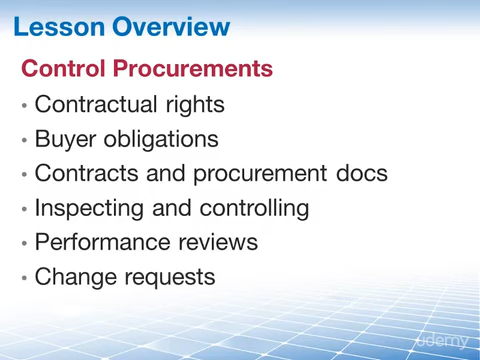 Lesson Overview
Control Procurements
• Contractual rights
• Buyer obligations
• Contracts and procurement docs
• Inspecting and controlling
• Performance reviews
• Change requests
udemy